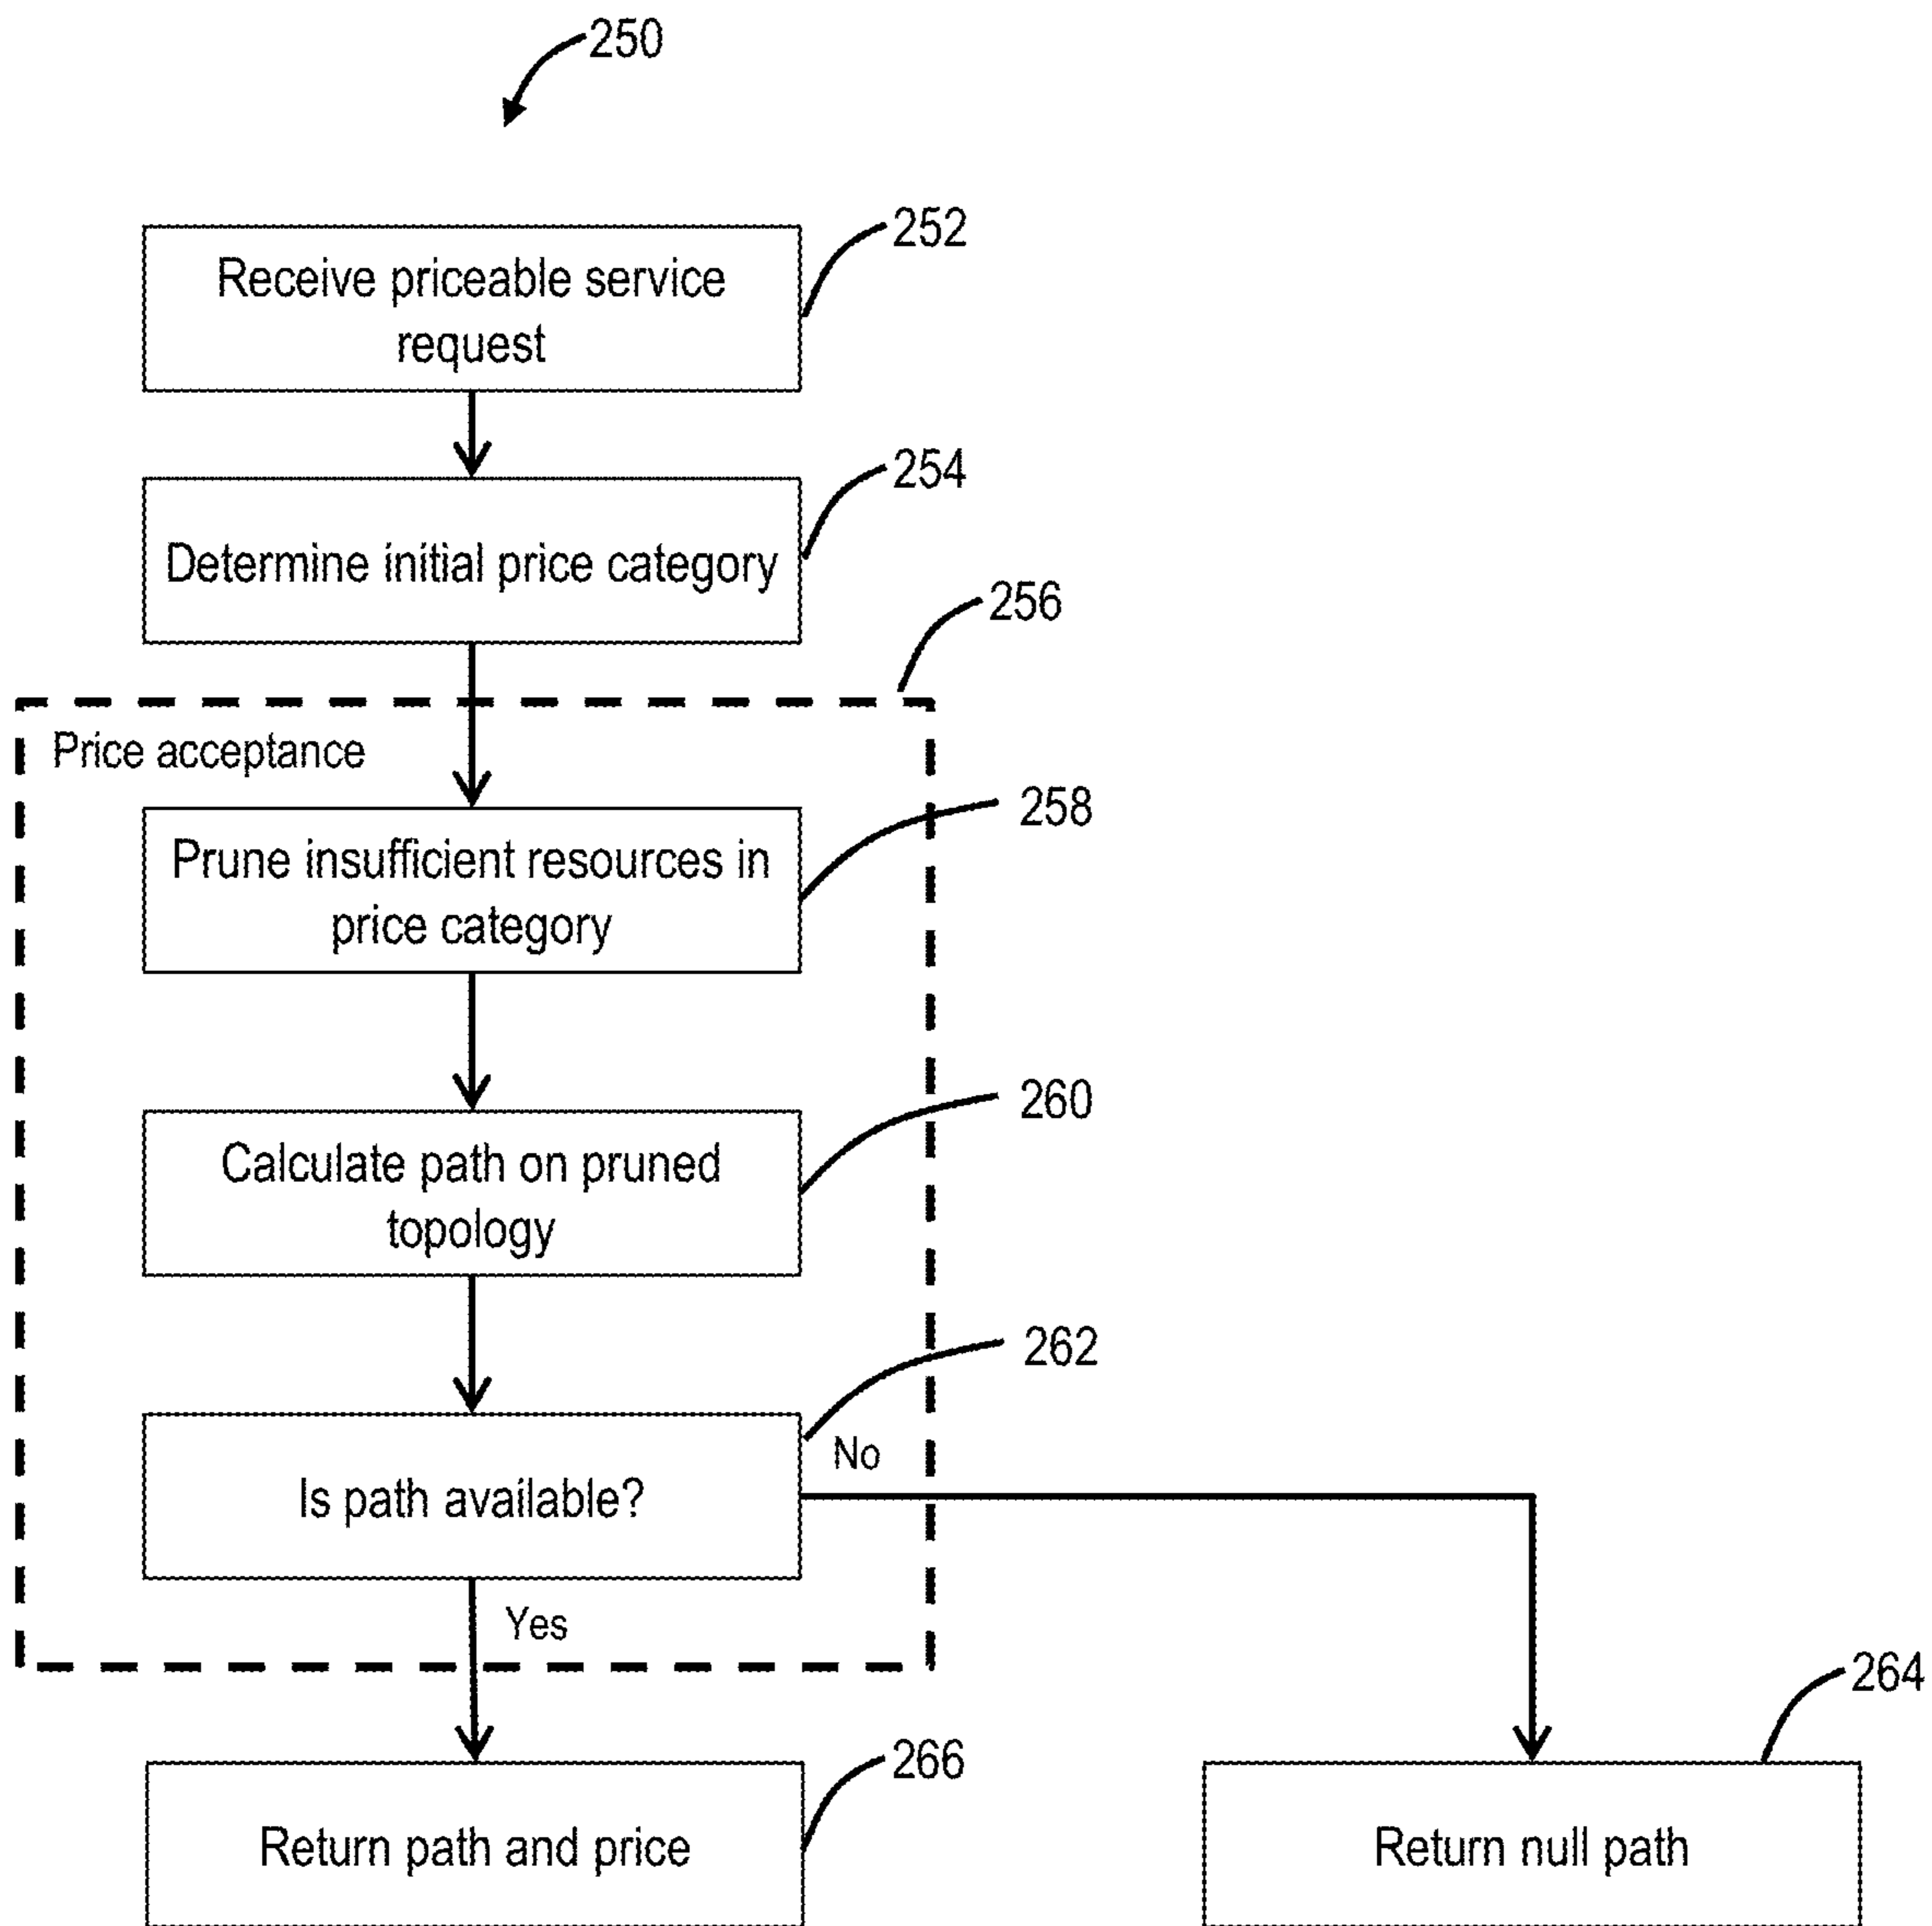 250
252
Receive priceable service
request
254
Determine initial price category
256
Price acceptance
258
Prune insufficient resources in
price category
260
Calculate path on pruned
topology
262
No
Is path available?
Yes
264
266
Return path and price
Return null path